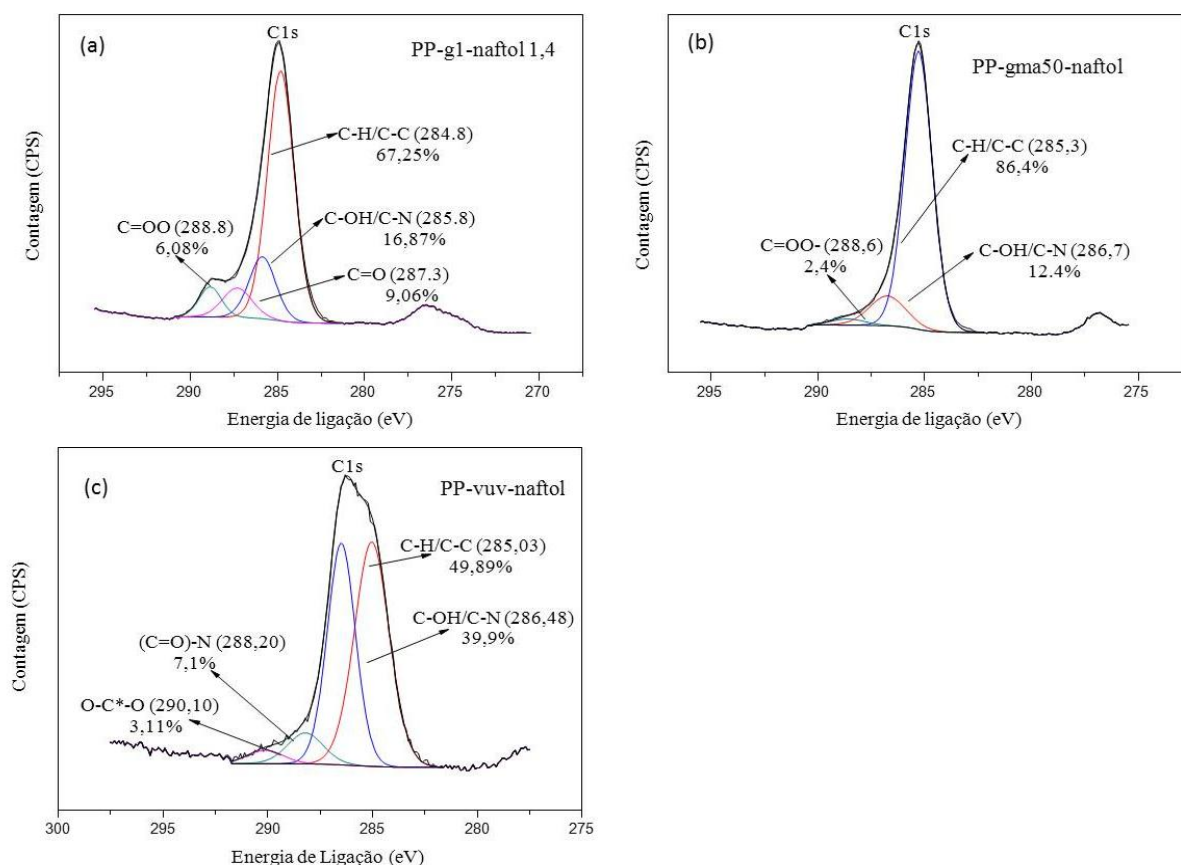 (a)
C1s
PP-g1-naftol 1,4
C-H/C-C (284.8)
67,25%
C=OO (288.8)
6,08%
C-OH/C-N (285.8)
16,87%
C=O (287.3)
9,06%
Contagem (CPS)
295 290 285 280 275 270
Energia de ligação (eV)
(b)
C1s
PP-gma50-naftol
C-H/C-C (285,3)
86,4%
C=OO- (288,6)
2,4%
C-OH/C-N (286,7)
12.4%
Contagem (CPS)
295 290 285 280 275
Energia de ligação (eV)
(c)
C1s
PP-vuv-naftol
C-H/C-C (285,03)
49,89%
C-OH/C-N (286,48)
39,9%
(C=O)-N (288,20)
7,1%
O-C*-O (290,10)
3,11%
Contagem (CPS)
300 295 290 285 280 275
Energia de Ligação (eV)